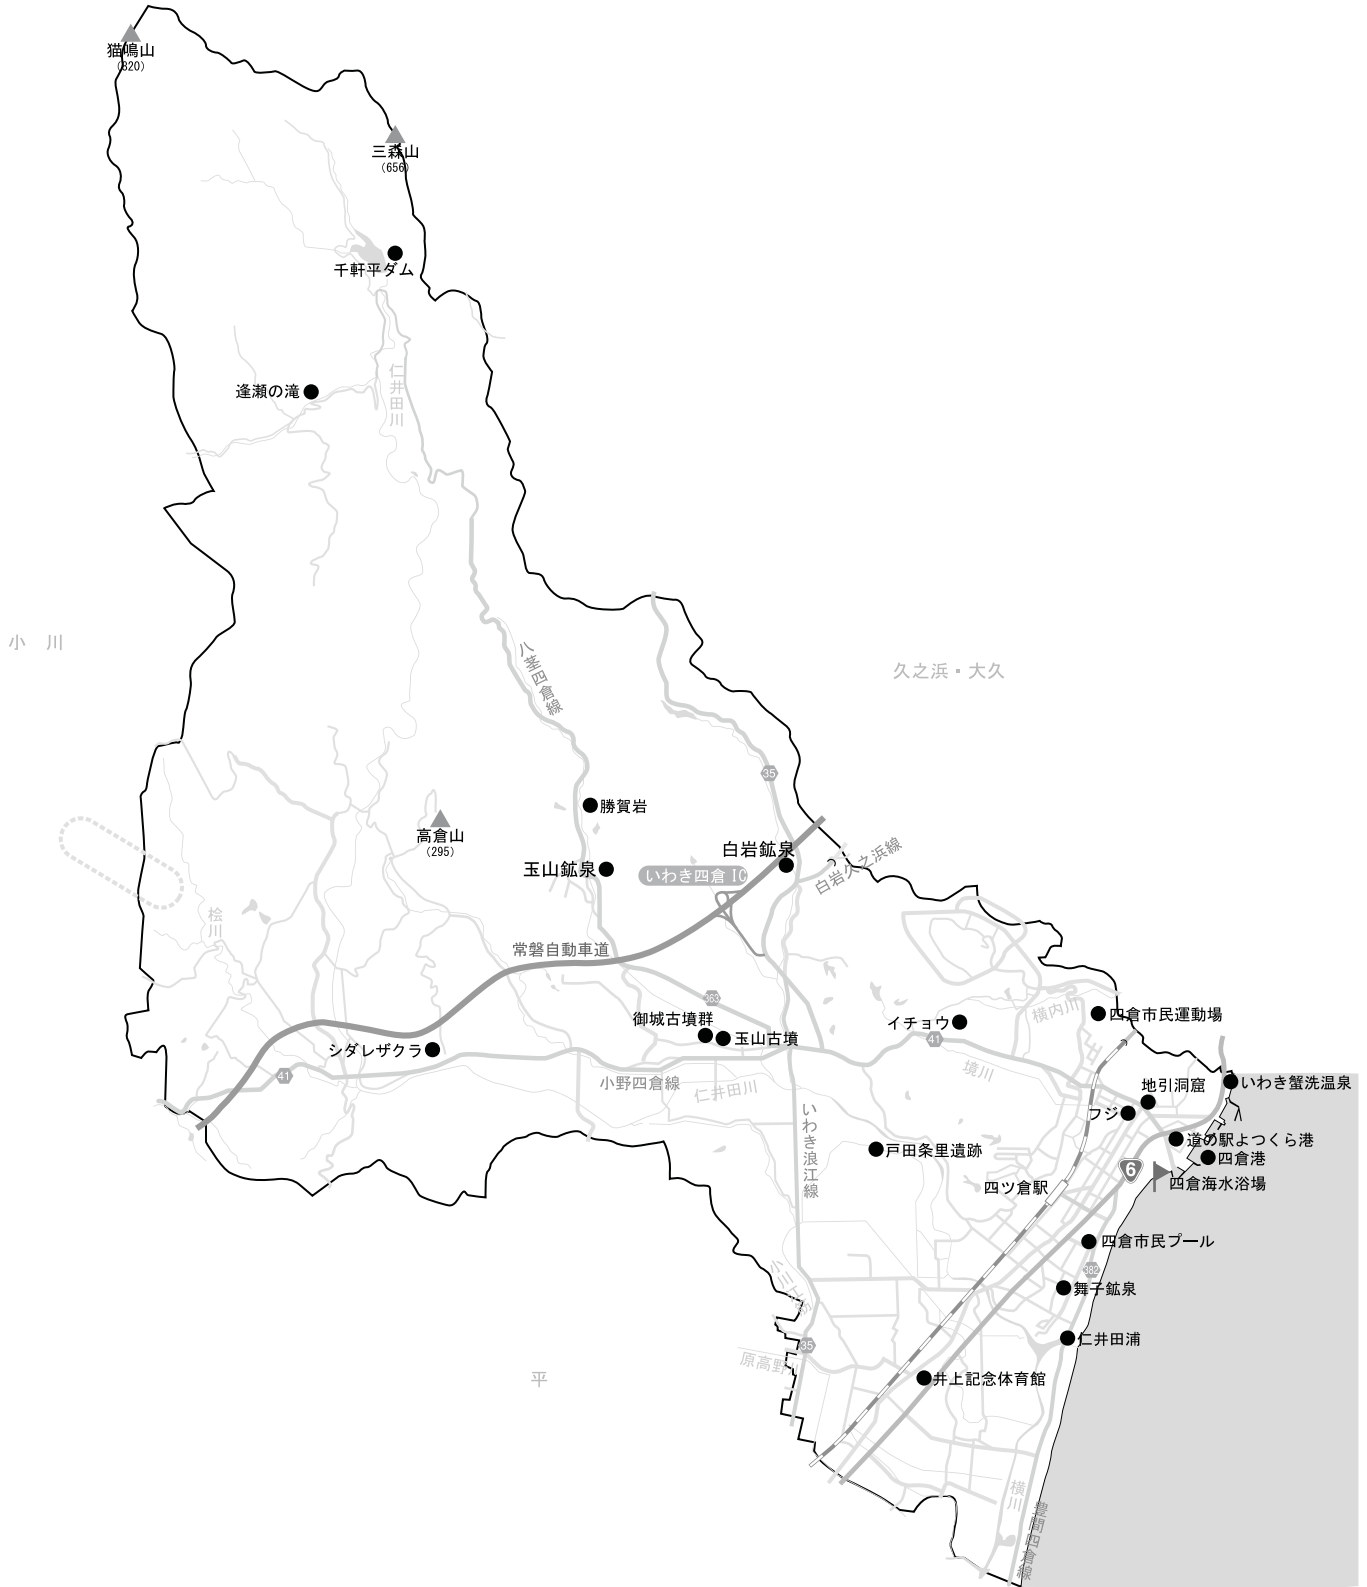 猫鳴山
(820)
三森山
(656)
千軒平ダム
逢瀬の滝
仁井田川
小 川
八茎四倉線
久之浜・大久
35
勝賀岩
高倉山
(295)
白岩鉱泉
玉山鉱泉
いわき四倉 IC
白岩久之浜線
桧川
常磐自動車道
363
御城古墳群
玉山古墳
イチョウ
横内川
四倉市民運動場
41
シダレザクラ
41
小野四倉線
仁井田川
境川
地引洞窟
いわき蟹洗温泉
フジ
いわき浪江線
戸田条里遺跡
道の駅よつくら港
四倉港
6
四ツ倉駅
四倉海水浴場
四倉市民プール
382
舞子鉱泉
35
仁井田浦
原高野川
平
井上記念体育館
横川
豊間四倉線